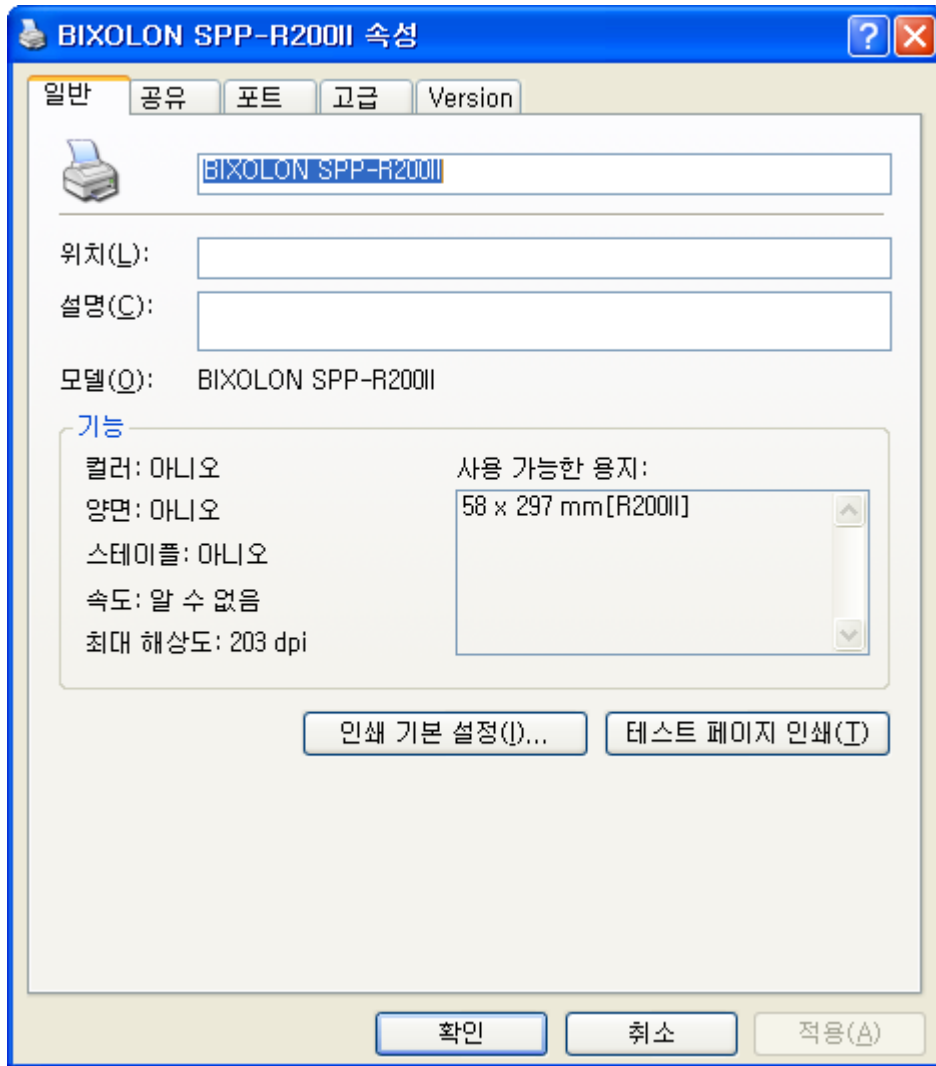 BIXOLON SPP-R200II 속성
일반 공유 포트 고급 Version
BIXOLON SPP-R200II
위치(L):
설명(C):
모델(O): BIXOLON SPP-R200II
기능
컬러: 아니오
양면: 아니오
스테이플: 아니오
속도: 알 수 없음
최대 해상도: 203 dpi
사용 가능한 용지:
58 x 297 mm[R200II]
인쇄 기본 설정(I)... 테스트 페이지 인쇄(T)
확인 취소 적용(A)